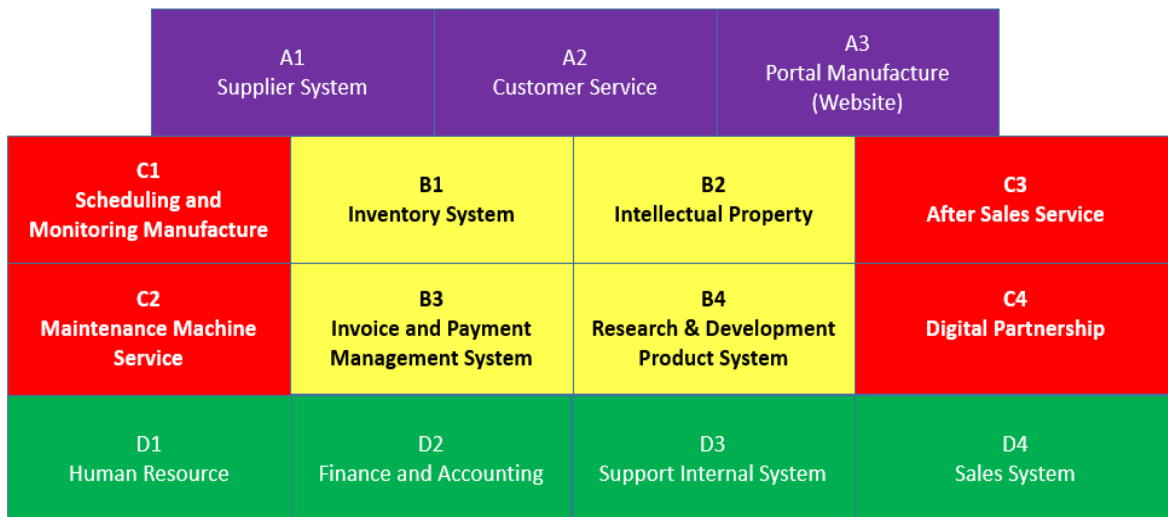 A1
Supplier System
A2
Customer Service
A3
Portal Manufacture
(Website)
C1
Scheduling and
Monitoring Manufacture
B1
Inventory System
B2
Intellectual Property
C3
After Sales Service
C2
Maintenance Machine
Service
B3
Invoice and Payment
Management System
B4
Research & Development
Product System
C4
Digital Partnership
D1
Human Resource
D2
Finance and Accounting
D3
Support Internal System
D4
Sales System